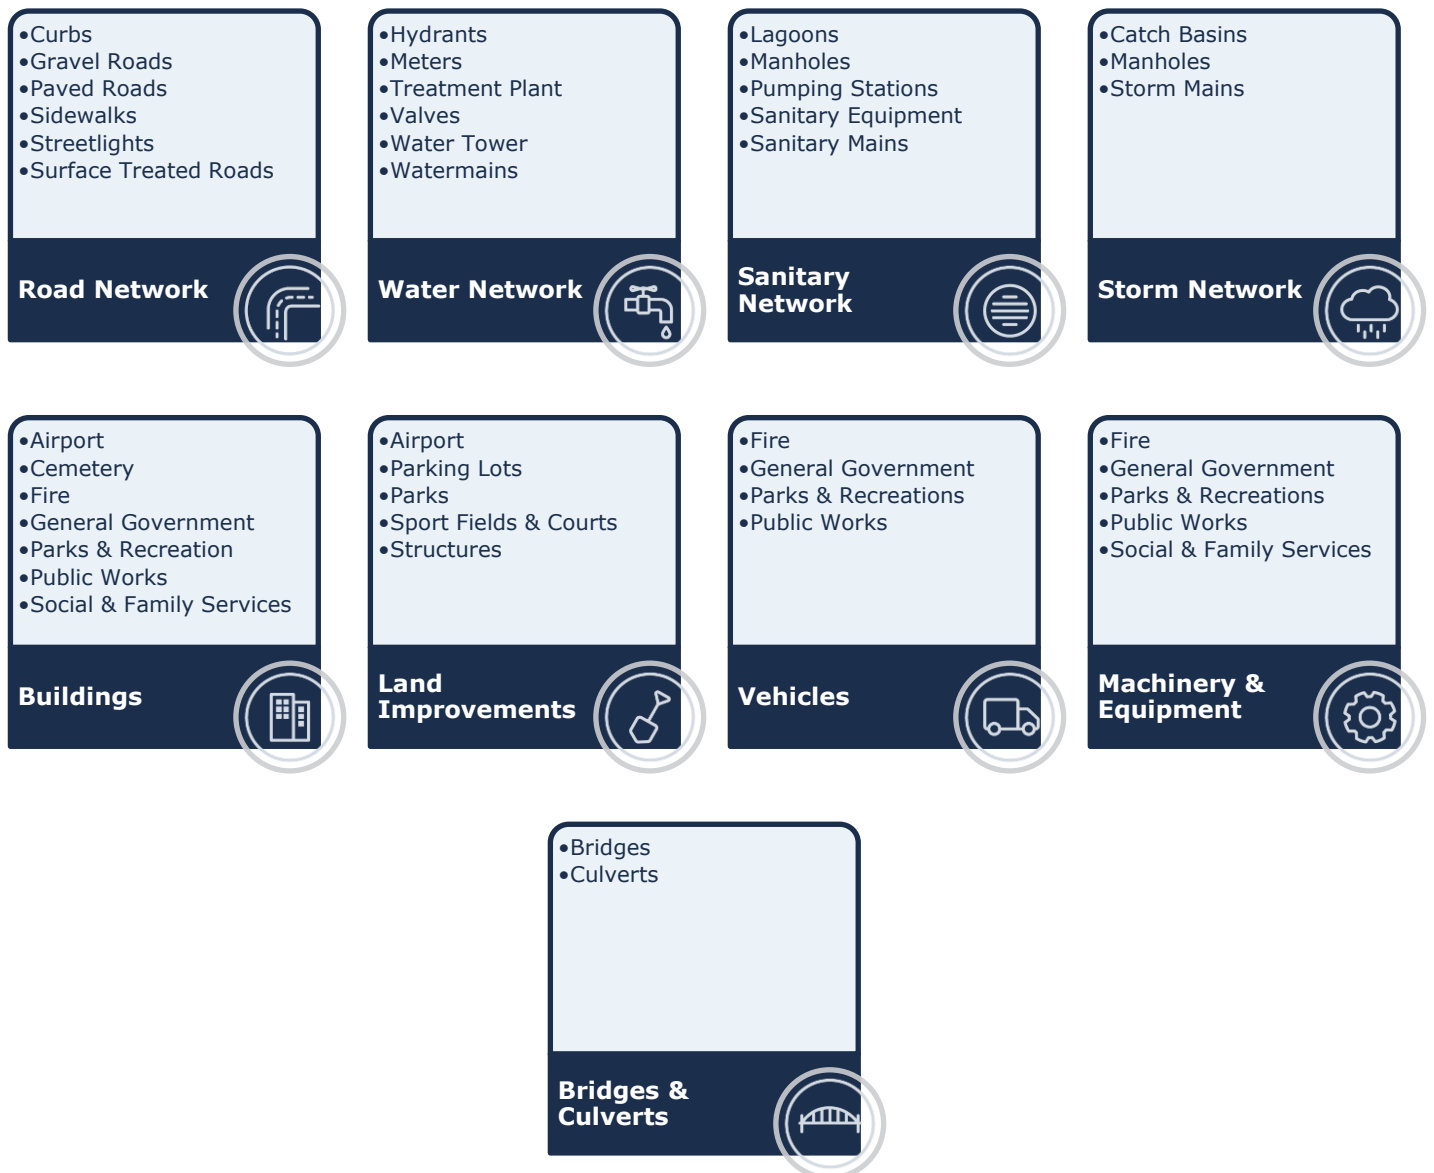 •Curbs
•Gravel Roads
•Paved Roads
•Sidewalks
•Streetlights
•Surface Treated Roads
Road Network
•Hydrants
•Meters
•Treatment Plant
•Valves
•Water Tower
•Watermains
Water Network
•Lagoons
•Manholes
•Pumping Stations
•Sanitary Equipment
•Sanitary Mains
Sanitary
Network
•Catch Basins
•Manholes
•Storm Mains
Storm Network
•Airport
•Cemetery
•Fire
•General Government
•Parks & Recreation
•Public Works
•Social & Family Services
Buildings
•Airport
•Parking Lots
•Parks
•Sport Fields & Courts
•Structures
Land
Improvements
•Fire
•General Government
•Parks & Recreations
•Public Works
Vehicles
•Fire
•General Government
•Parks & Recreations
•Public Works
•Social & Family Services
Machinery &
Equipment
•Bridges
•Culverts
Bridges &
Culverts